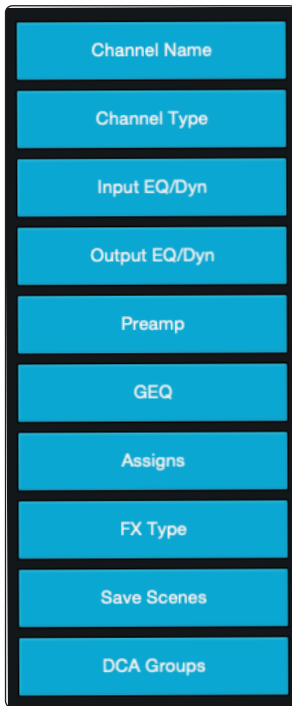 Channel Name
Channel Type
Input EQ/Dyn
Output EQ/Dyn
Preamp
GEQ
Assigns
FX Type
Save Scenes
DCA Groups